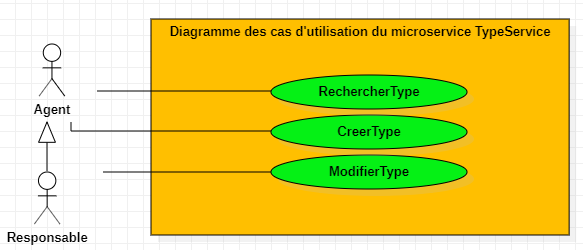 Diagramme des cas d'utilisation du microservice TypeService
RechercherType
Agent
CreerType
ModifierType
Responsable